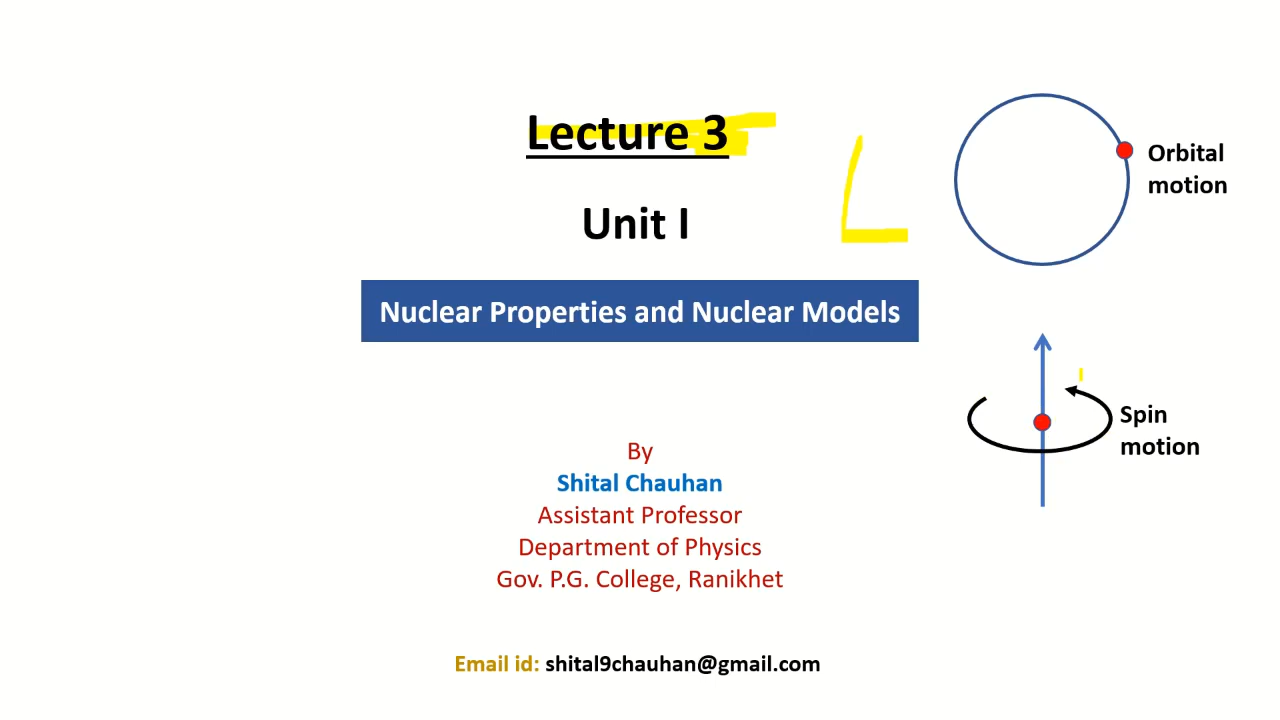 Lecture 3
Unit I
Nuclear Properties and Nuclear Models
By
Shital Chauhan
Assistant Professor
Department of Physics
Gov. P.G. College, Ranikhet
Email id: shital9chauhan@gmail.com
L
Orbital
motion
Spin
motion